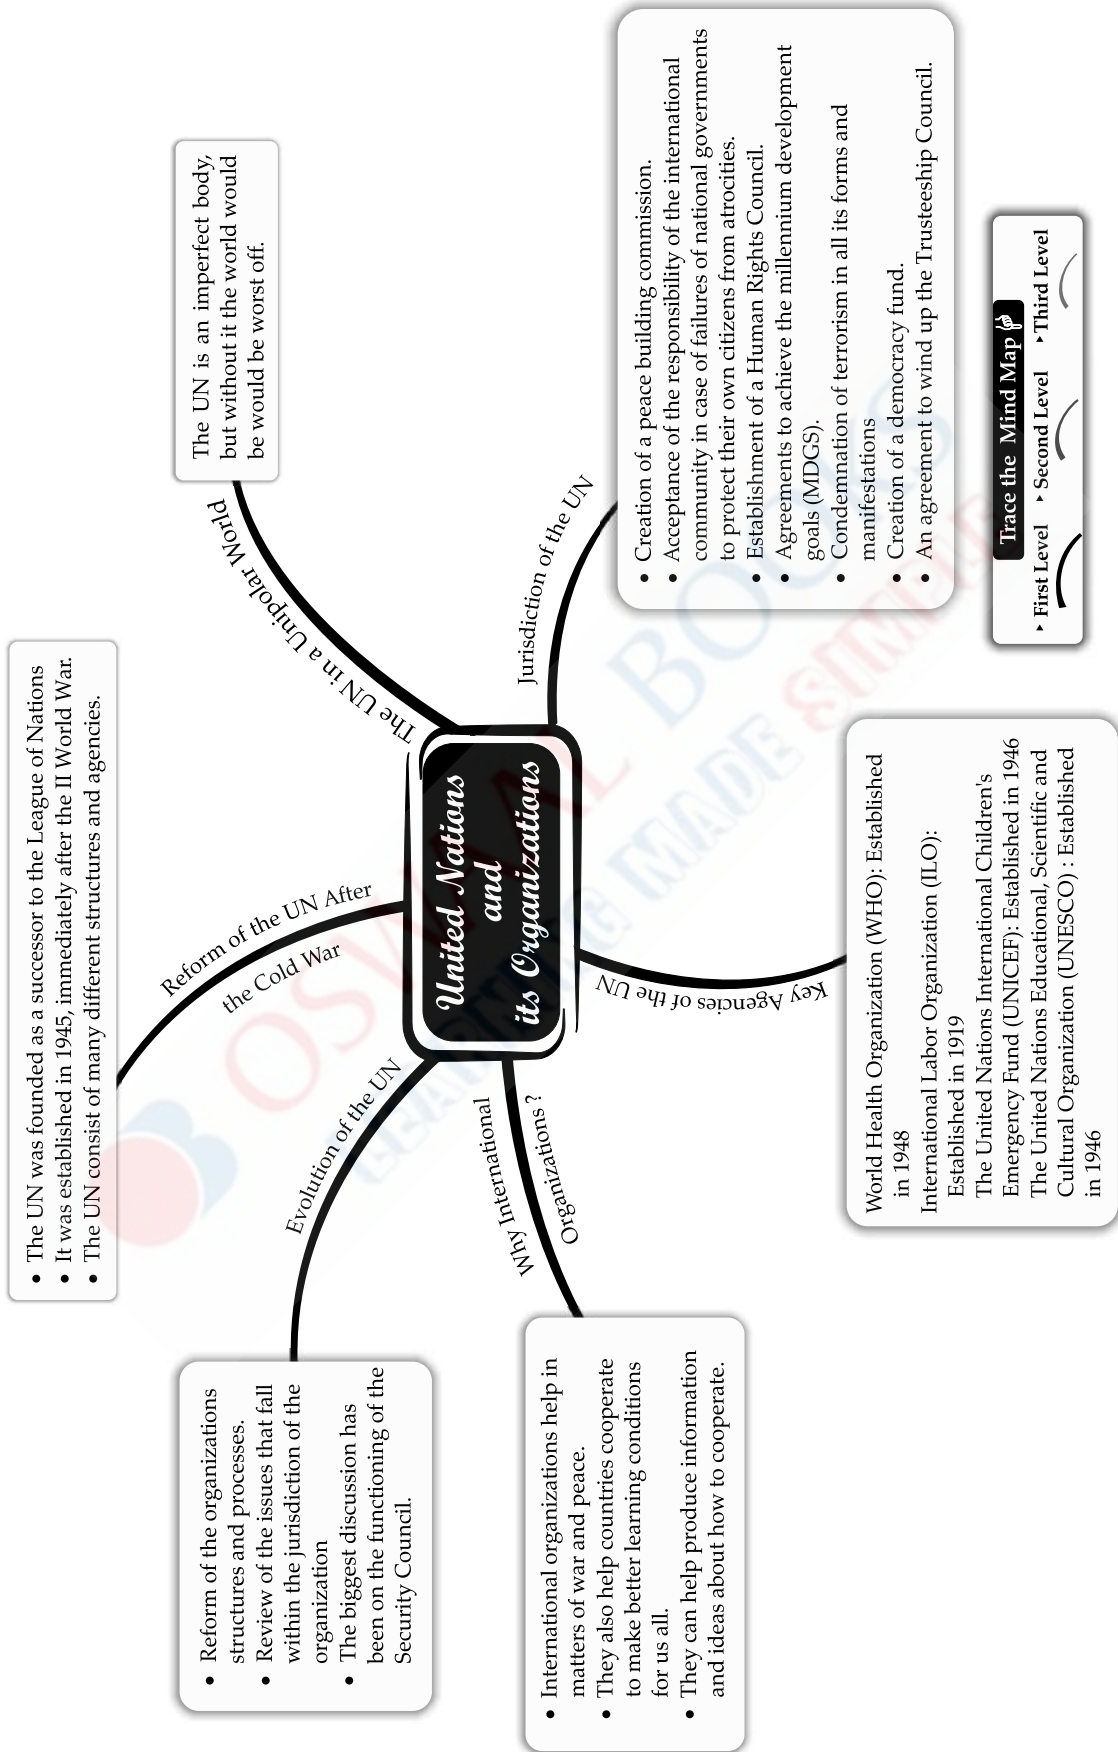 United Nations
and
its Organizations
The UN in a Unipolar World
The UN is an imperfect body,
but without it the world would
be would be worst off.
Jurisdiction of the UN
• Creation of a peace building commission.
• Acceptance of the responsibility of the international
community in case of failures of national governments
to protect their own citizens from atrocities.
• Establishment of a Human Rights Council.
• Agreements to achieve the millennium development
goals (MDGS).
• Condemnation of terrorism in all its forms and
manifestations
• Creation of a democracy fund.
• An agreement to wind up the Trusteeship Council.
Key Agencies of the UN
World Health Organization (WHO): Established
in 1948
International Labor Organization (ILO):
Established in 1919
The United Nations International Children's
Emergency Fund (UNICEF): Established in 1946
The United Nations Educational, Scientific and
Cultural Organization (UNESCO) : Established
in 1946
Why International
Organizations ?
• International organizations help in
matters of war and peace.
• They also help countries cooperate
to make better learning conditions
for us all.
• They can help produce information
and ideas about how to cooperate.
Evolution of the UN
• Reform of the organizations
structures and processes.
• Review of the issues that fall
within the jurisdiction of the
organization
• The biggest discussion has
been on the functioning of the
Security Council.
Reform of the UN After
the Cold War
• The UN was founded as a successor to the League of Nations
• It was established in 1945, immediately after the II World War.
• The UN consist of many different structures and agencies.
Trace the Mind Map
▸ First Level ▸ Second Level ▸ Third Level
OSWAAL BOOKS
LEARNING MADE SIMPLE